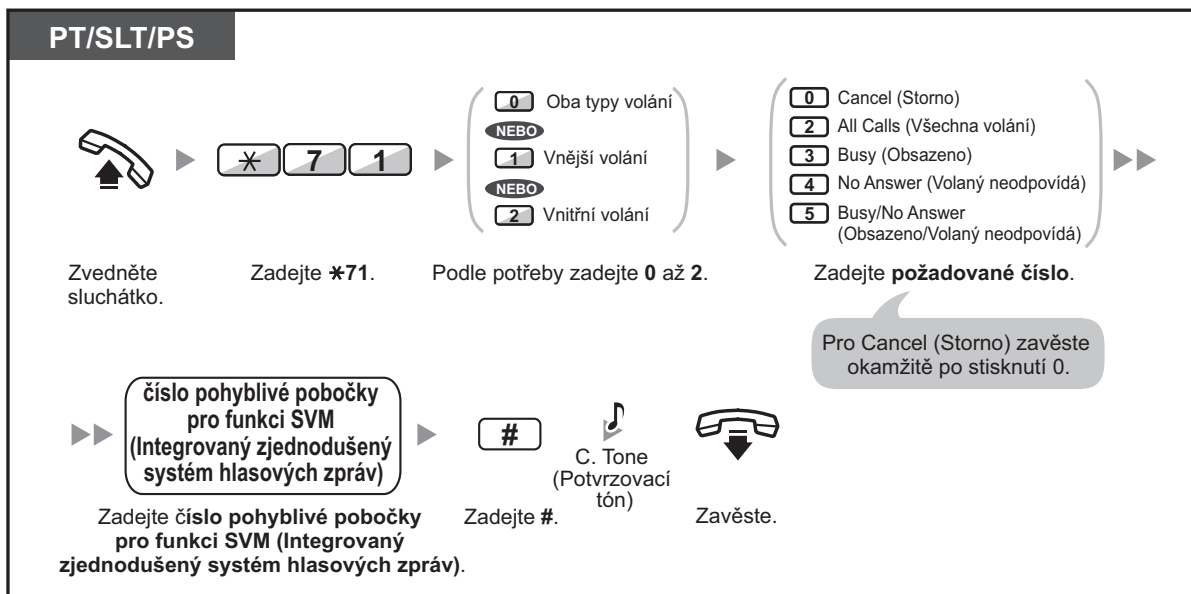 PT/SLT/PS
0 Oba typy volání
NEBO
1 Vnější volání
NEBO
2 Vnitřní volání
0 Cancel (Storno)
2 All Calls (Všechna volání)
3 Busy (Obsazeno)
4 No Answer (Volaný neodpovídá)
5 Busy/No Answer
(Obsazeno/Volaný neodpovídá)
* 7 1
Zvedněte
sluchátko.
Zadejte *71.
Podle potřeby zadejte 0 až 2.
Zadejte požadované číslo.
Pro Cancel (Storno) zavěste
okamžitě po stisknutí 0.
číslo pohyblivé pobočky
pro funkci SVM
(Integrovaný zjednodušený
systém hlasových zpráv)
#
C. Tone
(Potvrzovací
tón)
Zadejte číslo pohyblivé pobočky
pro funkci SVM (Integrovaný
zjednodušený systém hlasových zpráv).
Zadejte #.
Zavěste.